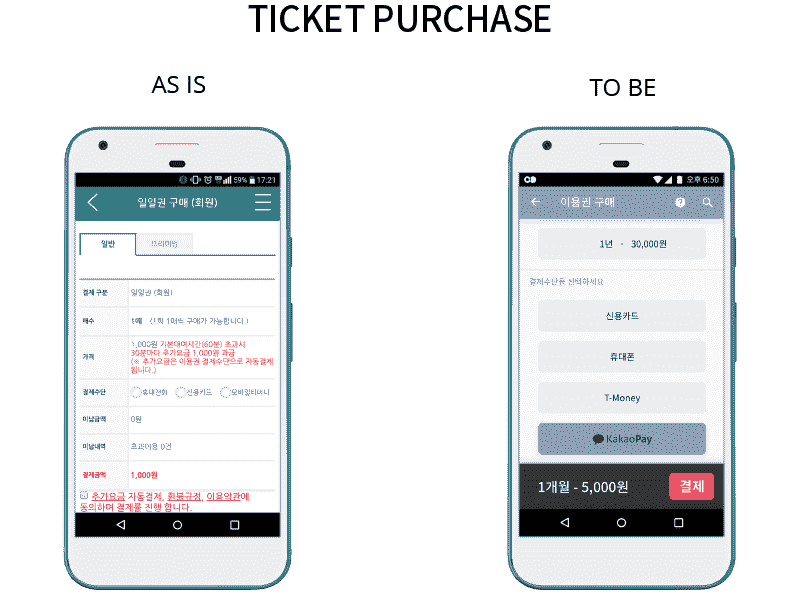 TICKET PURCHASE
AS IS
TO BE
59% 17:21
일일권 구매 (회원)
일반
프리미엄
결제 구분
일일권 (회원)
매수
1매 (1회 1매씩 구매가 가능합니다.)
가격
1,000원 기본대여시간(60분) 초과시
30분마다 추가요금 1,000원 과금
(※ 추가요금은 이용권 결제수단으로 자동결제
됩니다.)
결제수단
휴대전화
신용카드
모바일티머니
미납금액
0원
미납내역
초과이용 0건
결제금액
1,000원
추가요금 자동결제, 환불규정, 이용약관에
동의하며 결제를 진행 합니다.
오후 6:50
이용권 구매
1년 - 30,000원
결제수단을 선택하세요
신용카드
휴대폰
T-Money
KakaoPay
1개월 - 5,000원
결제